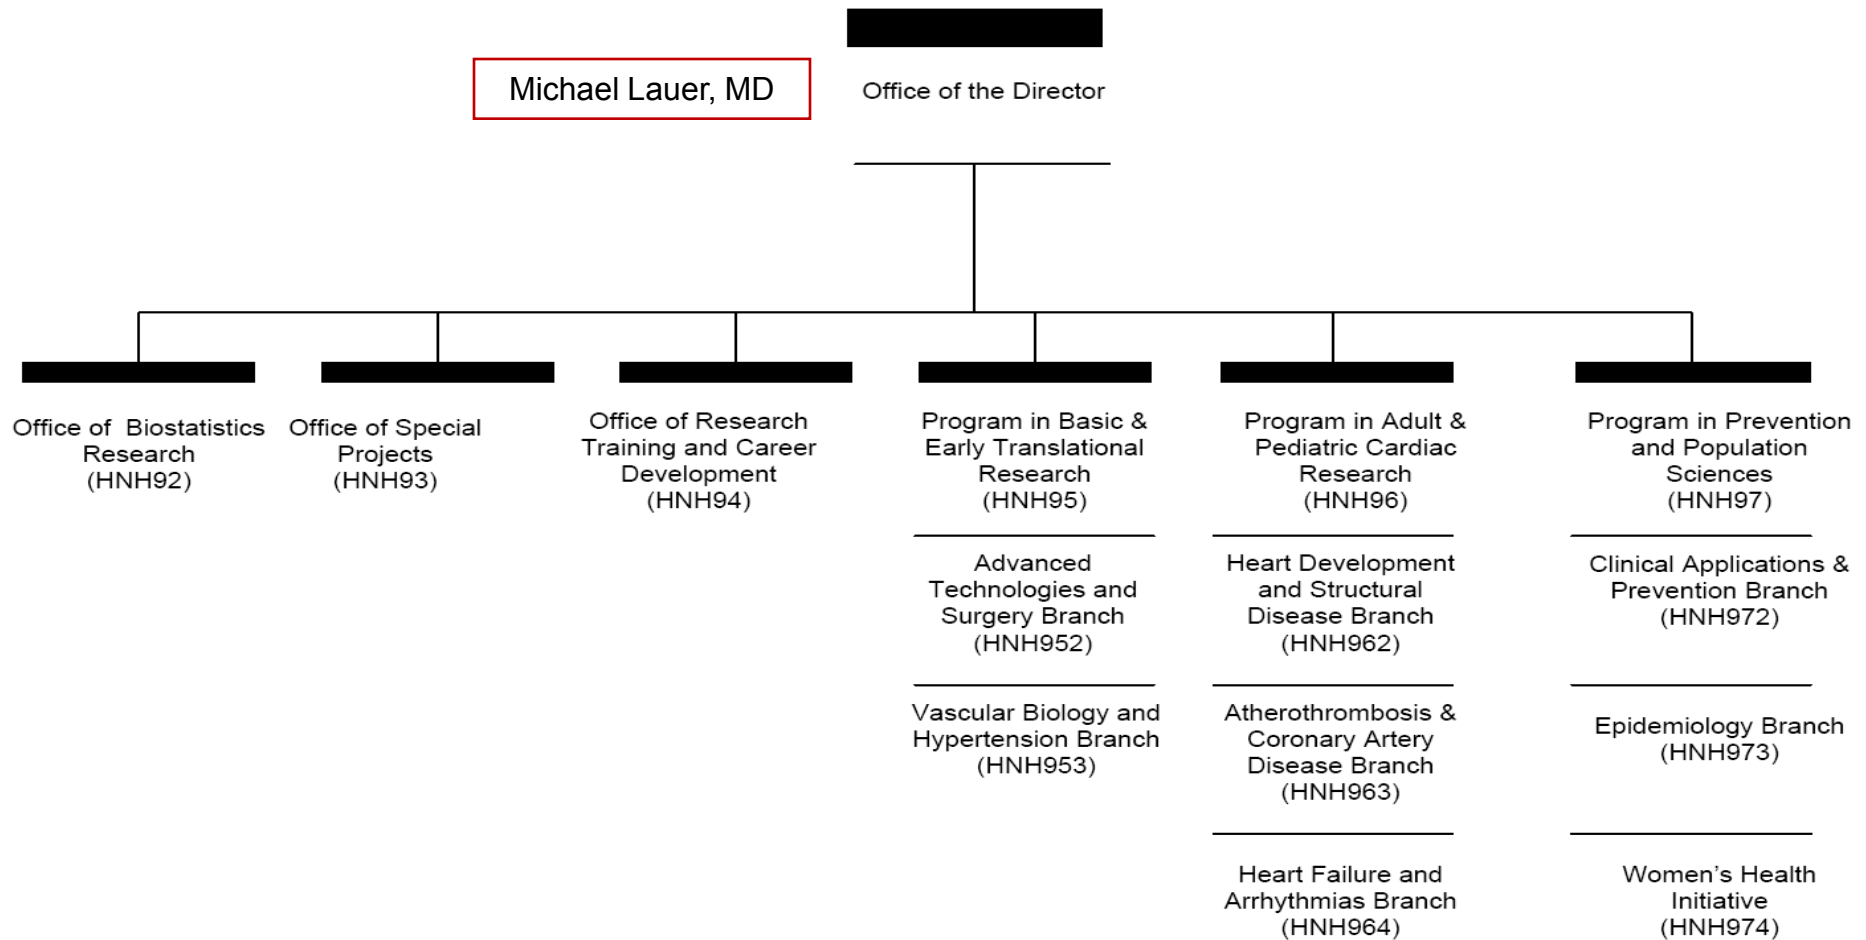 Michael Lauer, MD
Office of the Director
Office of  Biostatistics
Research
(HNH92)
Office of Special
Projects
(HNH93)
Office of Research
Training and Career
Development
(HNH94)
Program in Basic &
Early Translational
Research
(HNH95)
Advanced
Technologies and
Surgery Branch
(HNH952)
Vascular Biology and
Hypertension Branch
(HNH953)
Program in Adult &
Pediatric Cardiac
Research
(HNH96)
Heart Development
and Structural
Disease Branch
(HNH962)
Atherothrombosis &
Coronary Artery
Disease Branch
(HNH963)
Heart Failure and
Arrhythmias Branch
(HNH964)
Program in Prevention
and Population
Sciences
(HNH97)
Clinical Applications &
Prevention Branch
(HNH972)
Epidemiology Branch
(HNH973)
Women’s Health
Initiative
(HNH974)